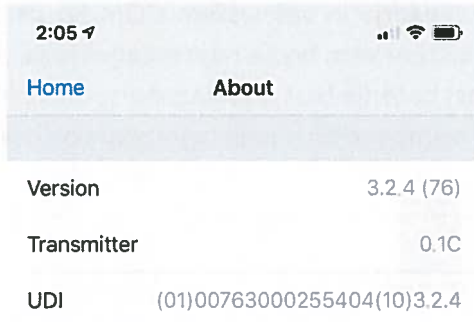 2:05
Home About
Version 3.2.4 (76)
Transmitter 0.1C
UDI (01)00763000255404(10)3.2.4